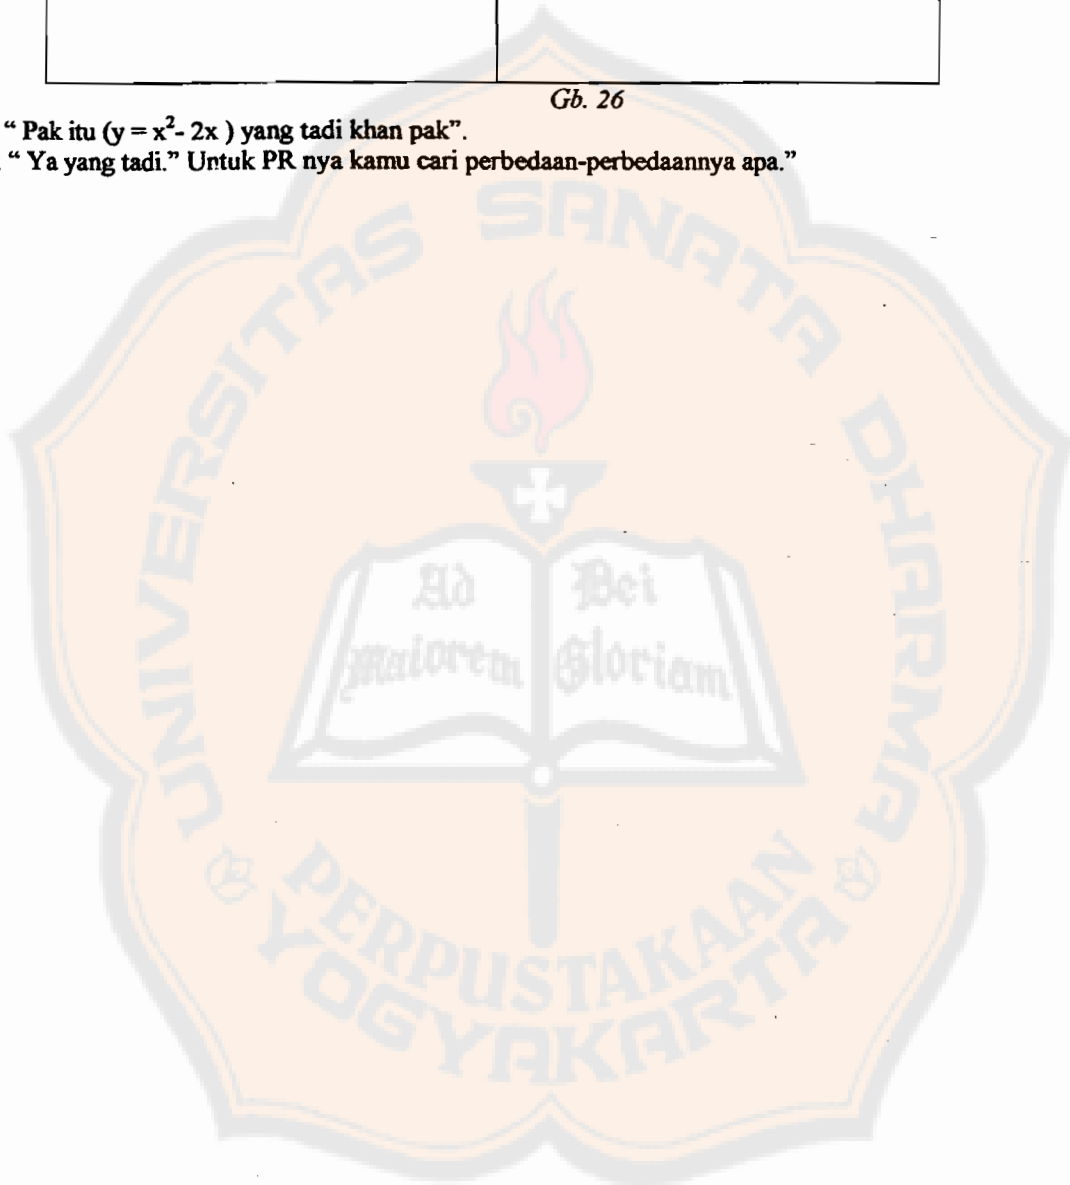 Gb. 26
“ Pak itu (y = x²- 2x ) yang tadi khan pak”.
“ Ya yang tadi.” Untuk PR nya kamu cari perbedaan-perbedaannya apa.”
UNIVERSITAS SANATA DHARMA
Ad Dei
maiorem Gloriam
PERPUSTAKAAN
YOGYAKARTA